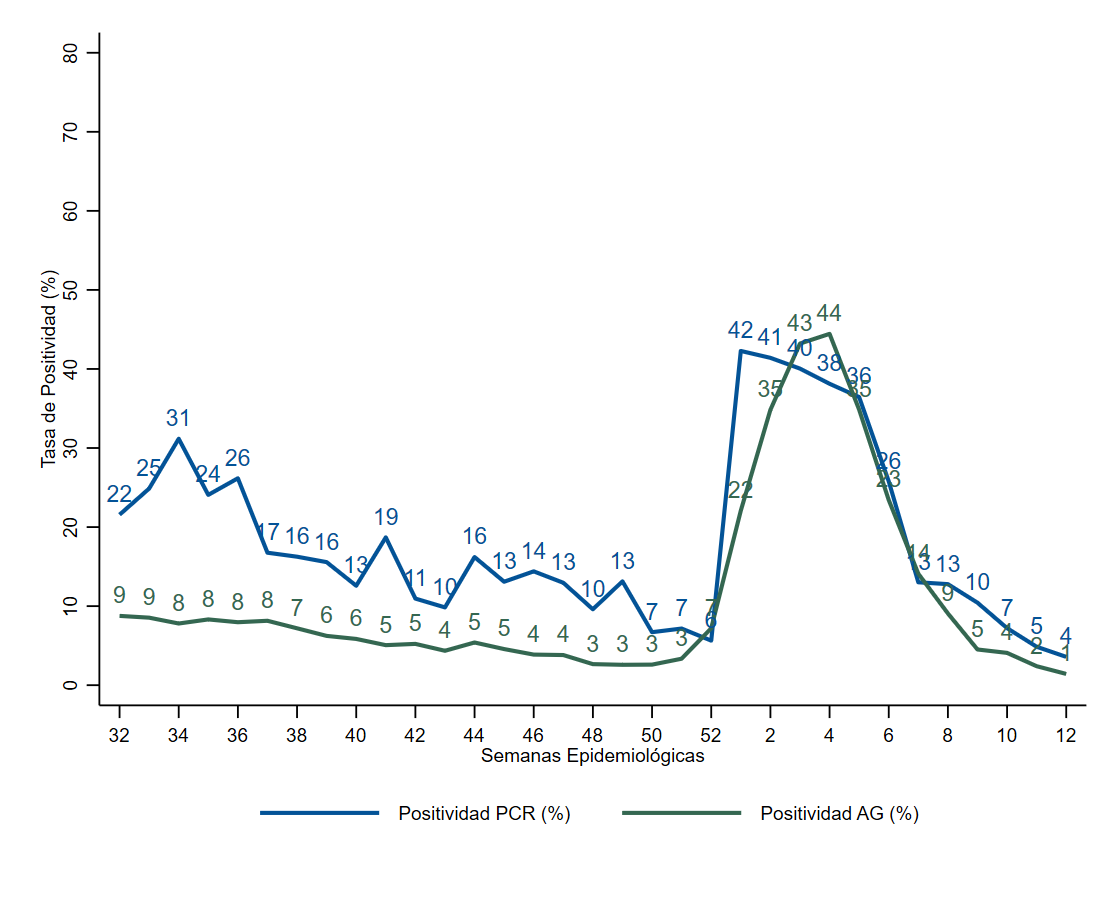 Tasa de Positividad (%)
80
70
60
50
40
30
20
10
0
22 25 31 24 26 17 16 16 13 19 11 10 16 13 14 13 10 13 7 7 6 42 41 40 38 36 26 13 13 10 7 5 4
9 9 8 8 8 8 7 6 6 5 5 4 5 5 4 4 3 3 3 3 7 22 35 43 44 35 23 14 9 5 4 2 1
32 34 36 38 40 42 44 46 48 50 52 2 4 6 8 10 12
Semanas Epidemiológicas
Positividad PCR (%) Positividad AG (%)